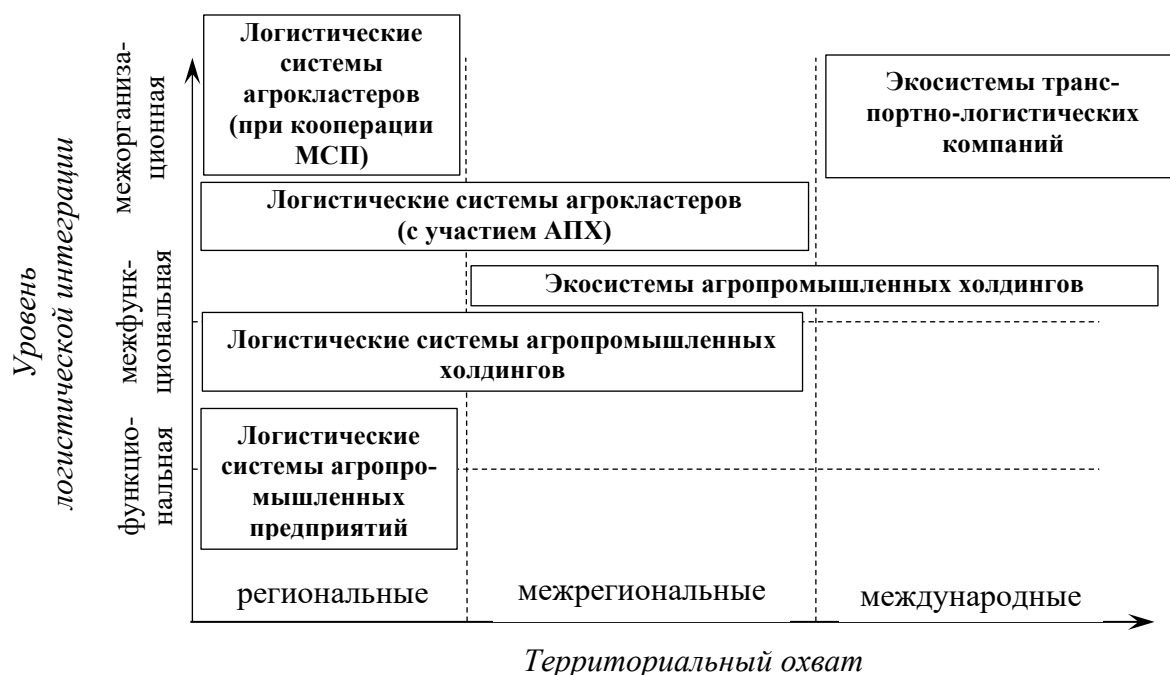 Уровень
логистической интеграции
межорганиза-
ционная
межфунк-
циональная
функцио-
нальная
Логистические
системы
агрокластеров
(при кооперации
МСП)
Экосистемы транс-
портно-логистических
компаний
Логистические системы агрокластеров
(с участием АПХ)
Экосистемы агропромышленных холдингов
Логистические системы агропромышленных
холдингов
Логистические
системы агропро-
мышленных
предприятий
региональные
межрегиональные
международные
Территориальный охват